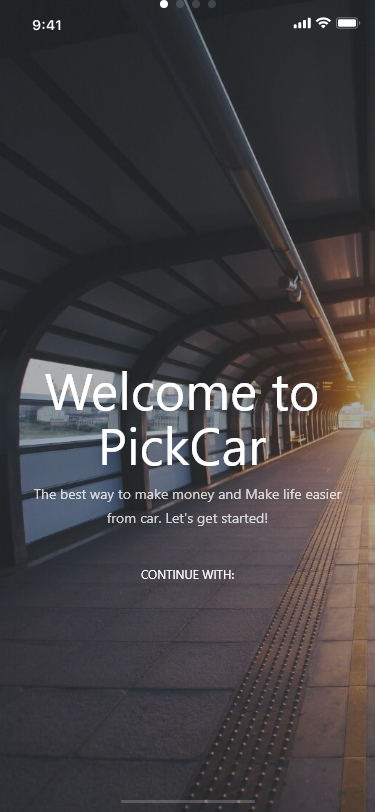 9:41
Welcome to
PickCar
The best way to make money and Make life easier
from car. Let's get started!
CONTINUE WITH: